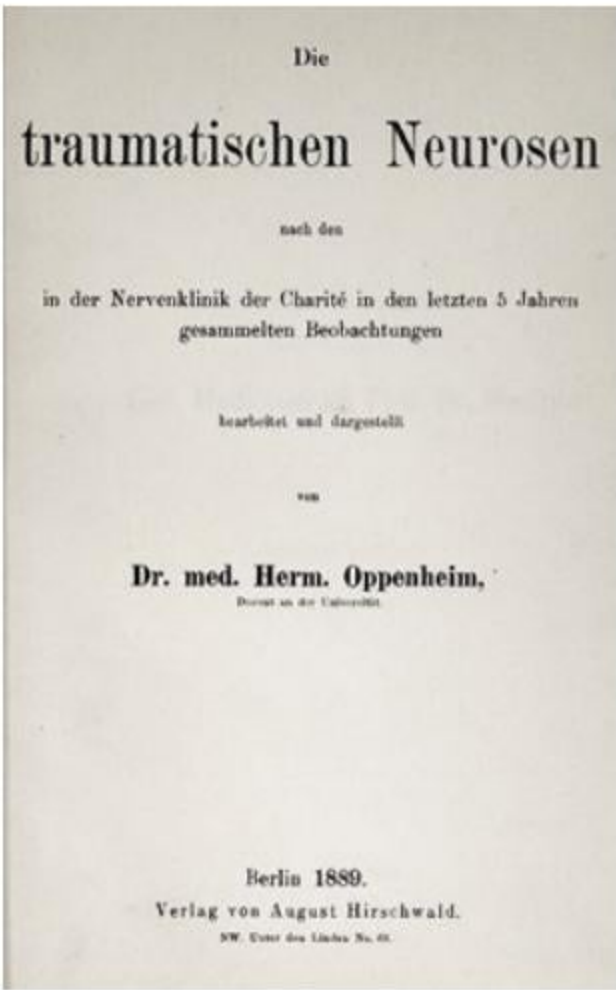 Die
traumatischen Neurosen
nach den
in der Nervenklinik der Charité in den letzten 5 Jahren
gesammelten Beobachtungen
bearbeitet und dargestellt
von
Dr. med. Herm. Oppenheim,
Docent an der Universität.
Berlin 1889.
Verlag von August Hirschwald.
NW. Unter den Linden No.